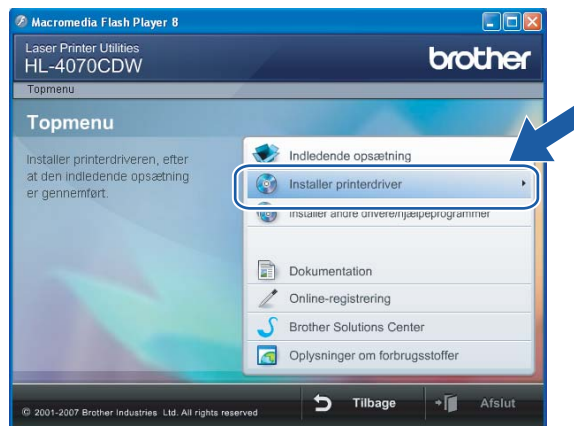 Macromedia Flash Player 8
Laser Printer Utilities
HL-4070CDW
brother
Topmenu
Topmenu
Installer printerdriveren, efter
at den indledende opsætning
er gennemført.
Indledende opsætning
Installer printerdriver
Installer andre drivere/hjælpeprogrammer
Dokumentation
Online-registrering
Brother Solutions Center
Oplysninger om forbrugsstoffer
© 2001-2007 Brother Industries Ltd. All rights reserved
Tilbage
Afslut